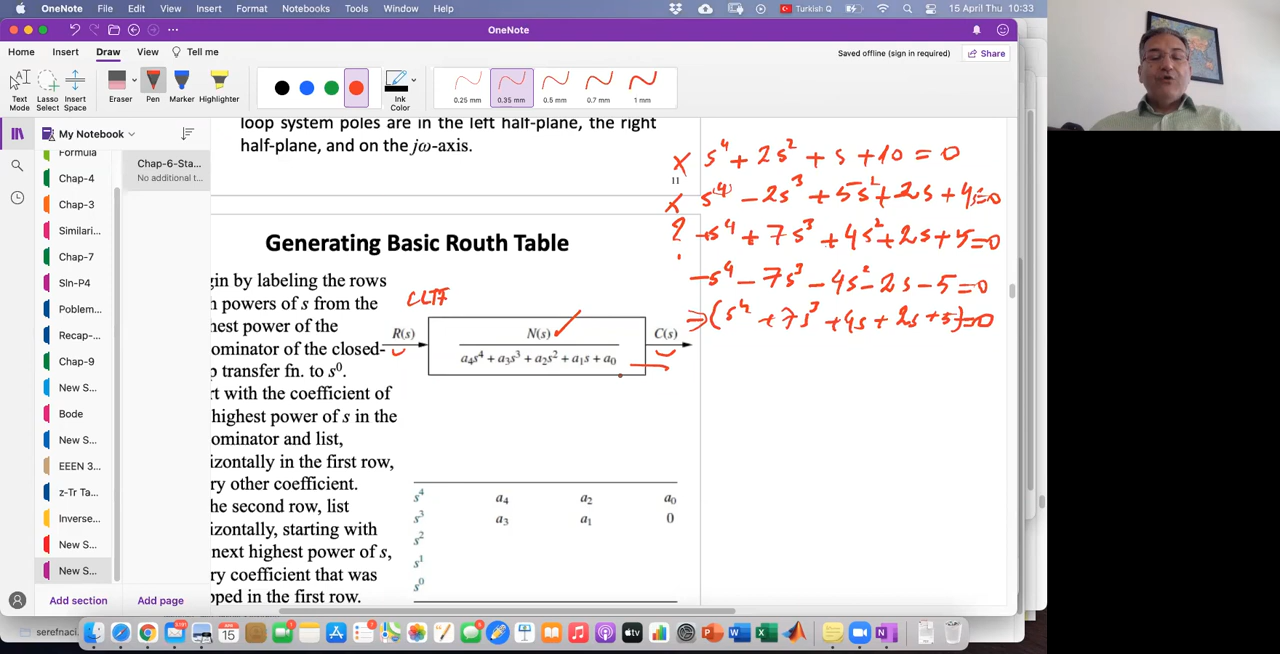 OneNote Edit View Insert Format Notebooks Tools Window Help Turkish Q 15 April Thu 10:33
OneNote
Home Insert Draw View Tell me Saved offline (sign in required) Share
Text Mode
Lasso Select
Insert Space
Eraser
Pen
Marker
Highlighter
Ink Color
0.25 mm
0.35 mm
0.5 mm
0.7 mm
1 mm
My Notebook
Formula
Chap-4
Chap-3
Similari...
Chap-7
Sln-P4
Poblem...
Recap-...
Chap-9
New S...
Bode
New S...
EEEN 3...
z-Tr Ta...
Inverse...
New S...
New S...
Add section
Chap-6-Sta...
No additional t...
Add page
loop system poles are in the left half-plane, the right
half-plane, and on the jω-axis.
11
Generating Basic Routh Table
gin by labeling the rows
h powers of s from the
hest power of the
ominator of the closed-
p transfer fn. to s⁰.
rt with the coefficient of
highest power of s in the
ominator and list,
izontally in the first row,
ry other coefficient.
he second row, list
izontally, starting with
next highest power of s,
ry coefficient that was
pped in the first row.
CLTF
R(s)
N(s)
a₄s⁴ + a₃s³ + a₂s² + a₁s + a₀
C(s)
s⁴ a₄ a₂ a₀
s³ a₃ a₁ 0
s²
s¹
s⁰
X s⁴ + 2s² + s + 10 = 0
X s⁴ - 2s³ + 5s² + 2s + 4 = 0
? -s⁴ + 7s³ + 4s² + 2s + 5 = 0
-s⁴ - 7s³ - 4s² - 2s - 5 = 0
⇒ (s⁴ + 7s³ + 4s + 2s + 5) = 0
serefnaci.